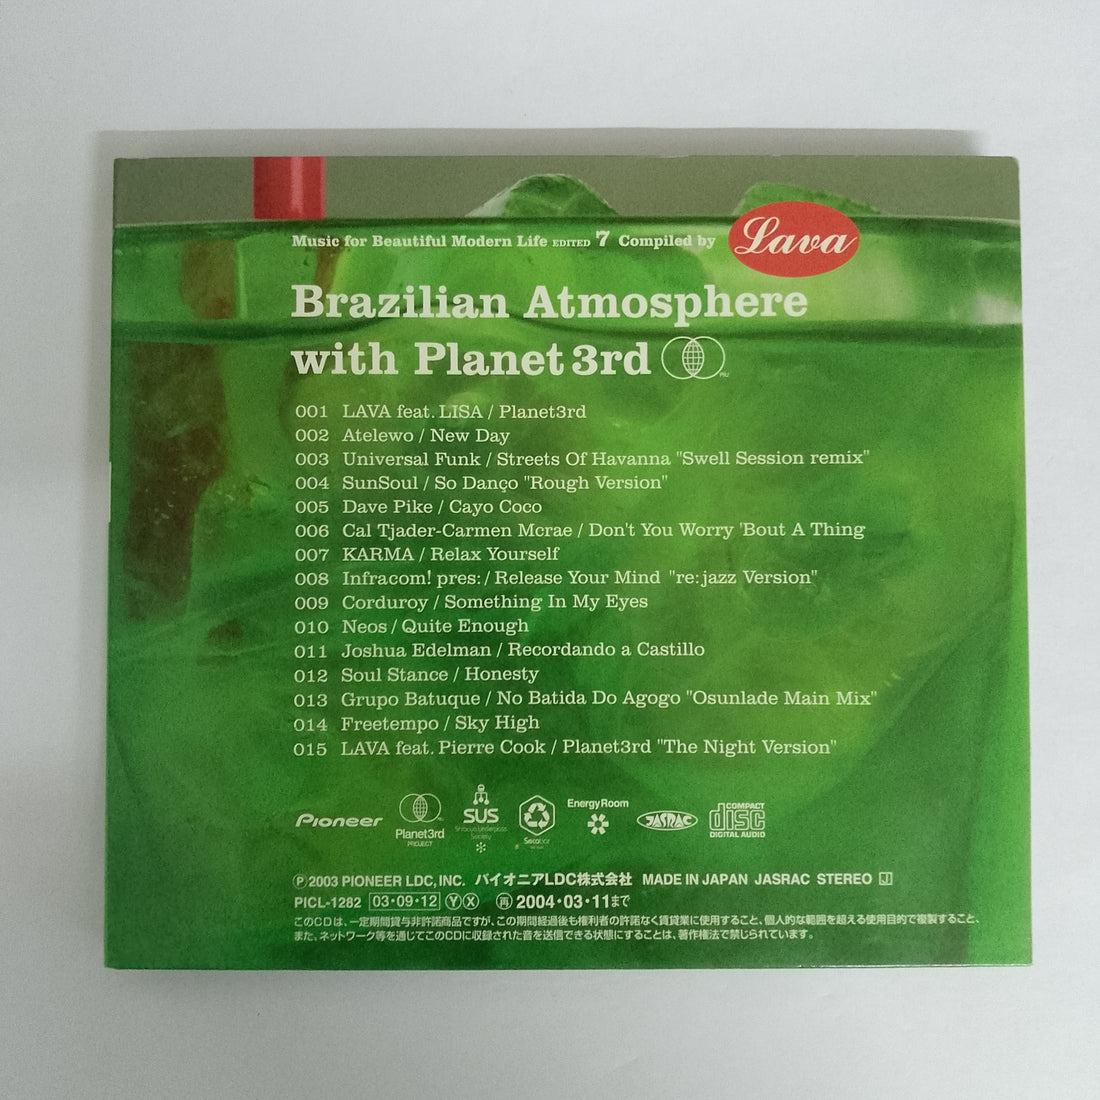 Music for Beautiful Modern Life EDITED 7 Compiled by Lava
Brazilian Atmosphere
with Planet 3rd
001 LAVA feat. LISA / Planet3rd
002 Atelewo / New Day
003 Universal Funk / Streets Of Havanna "Swell Session remix"
004 SunSoul / So Danço "Rough Version"
005 Dave Pike / Cayo Coco
006 Cal Tjader-Carmen Mcrae / Don't You Worry 'Bout A Thing
007 KARMA / Relax Yourself
008 Infracom! pres: / Release Your Mind "re:jazz Version"
009 Corduroy / Something In My Eyes
010 Neos / Quite Enough
011 Joshua Edelman / Recordando a Castillo
012 Soul Stance / Honesty
013 Grupo Batuque / No Batida Do Agogo "Osunlade Main Mix"
014 Freetempo / Sky High
015 LAVA feat. Pierre Cook / Planet3rd "The Night Version"
Pioneer
Planet3rd
PROJECT
SUS
Shibuya Underpass
Society
Secobar
Energy Room
JASRAC
COMPACT
disc
DIGITAL AUDIO
Ⓟ2003 PIONEER LDC, INC. パイオニアLDC株式会社 MADE IN JAPAN JASRAC STEREO J
PICL-1282 03・09・12 Ⓨ Ⓧ 再 2004・03・11まで
このCDは、一定期間貸与非許諾商品ですが、この期間経過後も権利者の許諾なく賃貸業に使用すること、個人的な範囲を超える使用目的で複製すること、
また、ネットワーク等を通じてこのCDに収録された音を送信できる状態にすることは、著作権法で禁じられています。